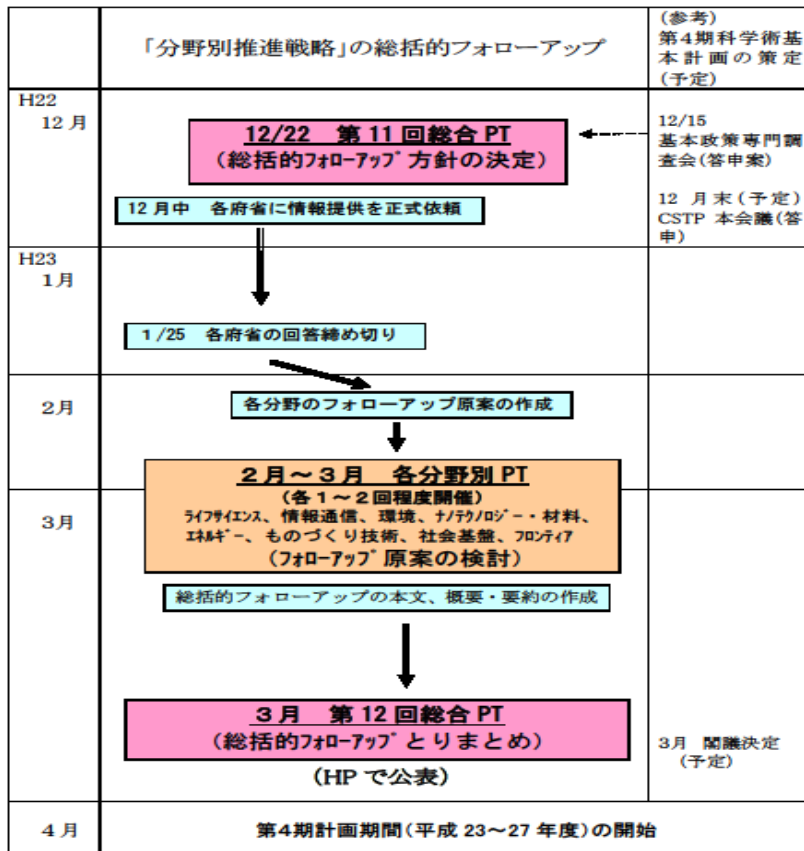 「分野別推進戦略」の総括的フォローアップ
(参考)
第4期科学術基
本計画の策定
(予定)
H22
12月
12/22 第11回総合PT
(総括的ﾌｫﾛｰｱｯﾌﾟ方針の決定)
12月中 各府省に情報提供を正式依頼
12/15
基本政策専門調
査会(答申案)
12月末(予定)
CSTP 本会議(答
申)
H23
1月
1/25 各府省の回答締め切り
2月
各分野のフォローアップ原案の作成
2月～3月 各分野別PT
(各1～2回程度開催)
ﾗｲﾌｻｲｴﾝｽ、情報通信、環境、ﾅﾉﾃｸﾉﾛｼﾞｰ・材料、
ｴﾈﾙｷﾞｰ、ものづくり技術、社会基盤、ﾌﾛﾝﾃｨｱ
(ﾌｫﾛｰｱｯﾌﾟ原案の検討)
3月
総括的フォローアップの本文、概要・要約の作成
3月 第12回総合PT
(総括的ﾌｫﾛｰｱｯﾌﾟとりまとめ)
(HPで公表)
3月 閣議決定
(予定)
4月
第4期計画期間(平成23～27年度)の開始